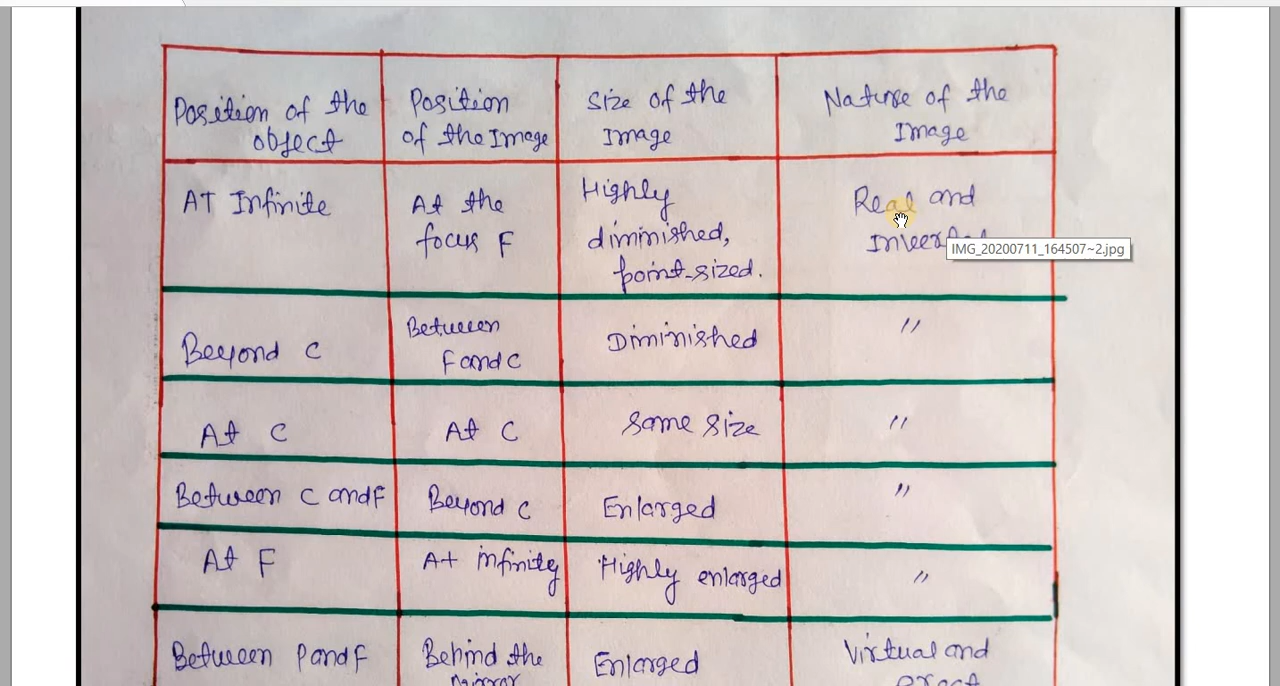 Position of the
object
Position
of the Image
Size of the
Image
Nature of the
Image
AT Infinite
At the
focus F
Highly
diminished,
point-sized.
Real and
IMG_20200711_164507~2.jpg
Beyond C
Between
F and C
Diminished
"
At C
At C
Same size
"
Between C and F
Beyond C
Enlarged
"
At F
At infinity
Highly enlarged
"
Between P and F
Behind the
mirror
Enlarged
Virtual and
erect